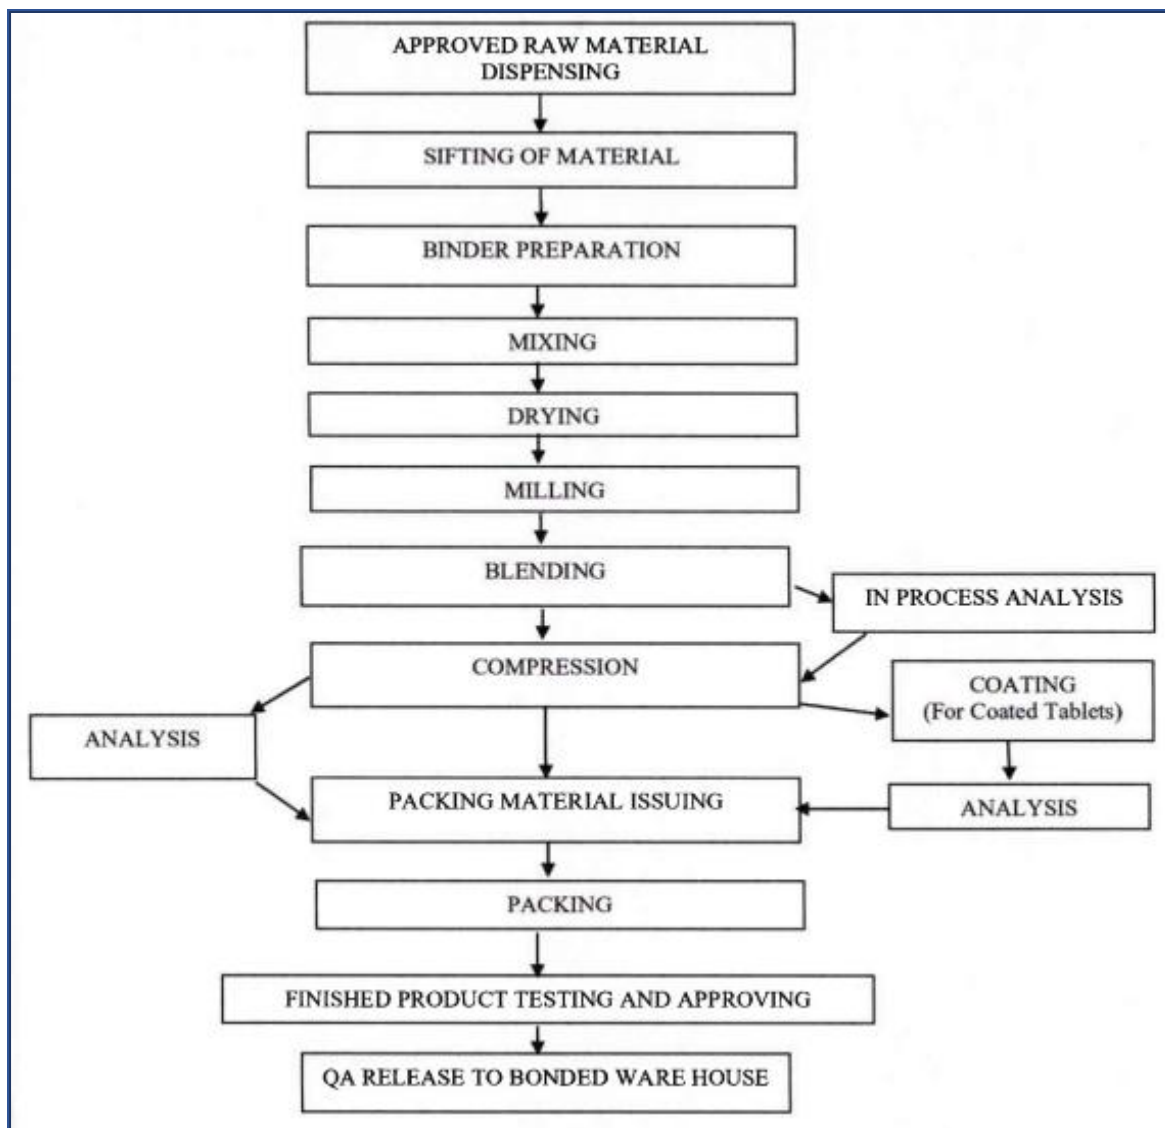 APPROVED RAW MATERIAL
DISPENSING
SIFTING OF MATERIAL
BINDER PREPARATION
MIXING
DRYING
MILLING
BLENDING
IN PROCESS ANALYSIS
COMPRESSION
COATING
(For Coated Tablets)
ANALYSIS
PACKING MATERIAL ISSUING
ANALYSIS
PACKING
FINISHED PRODUCT TESTING AND APPROVING
QA RELEASE TO BONDED WARE HOUSE